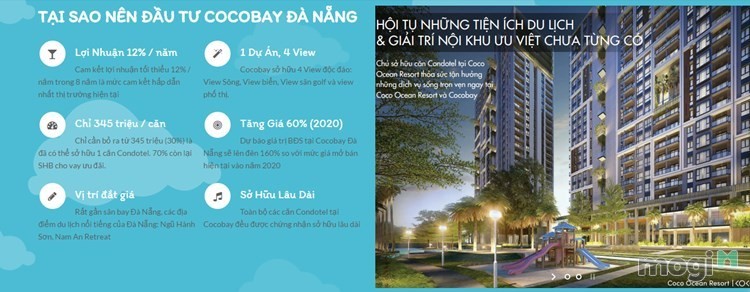 TẠI SAO NÊN ĐẦU TƯ COCOBAY ĐÀ NẴNG
Lợi Nhuận 12% / năm
Cam kết lợi nhuận tối thiểu 12% /
năm trong 8 năm là mức cam kết hấp dẫn
nhất thị trường hiện tại
1 Dự Án, 4 View
Cocobay sở hữu 4 View độc đáo:
View Sông, View biển, View sân golf và view
phố thị.
Chỉ 345 triệu / căn
Chỉ cần bỏ ra từ 345 triệu (30%) là
đã có thể sở hữu 1 căn Condotel. 70% còn lại
SHB cho vay ưu đãi.
Tăng Giá 60% (2020)
Dự báo giá trị BĐS tại Cocobay Đà
Nẵng sẽ lên đến 160% so với mức giá mở bán
hiện tại vào năm 2020
Vị trí đắt giá
Rất gần sân bay Đà Nẵng, các địa
điểm du lịch nổi tiếng của Đà Nẵng: Ngũ Hành
Sơn, Nam An Retreat
Sở Hữu Lâu Dài
Toàn bộ các căn Condotel tại
Cocobay đều được chứng nhận sở hữu lâu dài
HỘI TỤ NHỮNG TIỆN ÍCH DU LỊCH
& GIẢI TRÍ NỘI KHU ƯU VIỆT CHƯA TỪNG CÓ
Chủ sở hữu căn Condotel tại Coco
Ocean Resort thỏa sức tận hưởng
những dịch vụ sống trọn vẹn ngay tại
Coco Ocean Resort và Cocobay
mogi
Coco Ocean Resort |